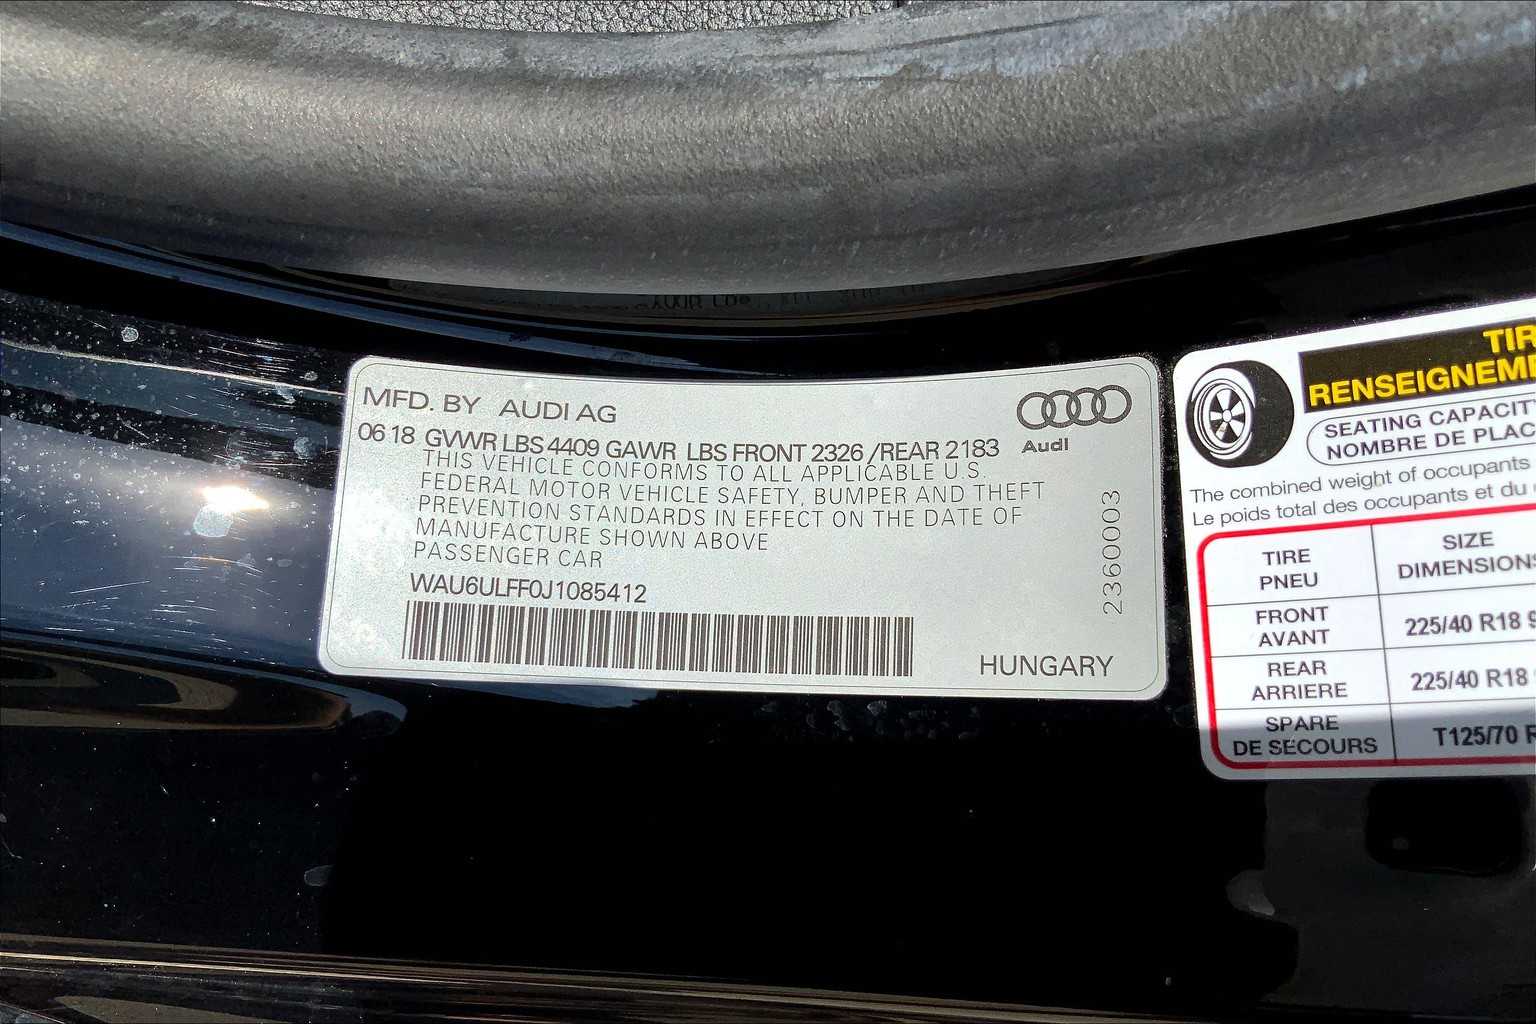 MFD. BY AUDI AG
Audi
06 18 GVWR LBS 4409 GAWR LBS FRONT 2326 /REAR 2183
THIS VEHICLE CONFORMS TO ALL APPLICABLE U.S.
FEDERAL MOTOR VEHICLE SAFETY, BUMPER AND THEFT
PREVENTION STANDARDS IN EFFECT ON THE DATE OF
MANUFACTURE SHOWN ABOVE
PASSENGER CAR
WAU6ULFF0J1085412
HUNGARY
2360003
TIR
RENSEIGNEME
SEATING CAPACIT
NOMBRE DE PLAC
The combined weight of occupants
Le poids total des occupants et du
TIRE
PNEU
SIZE
DIMENSIONS
FRONT
AVANT
225/40 R18 9
REAR
ARRIERE
225/40 R18
SPARE
DE SECOURS
T125/70 R